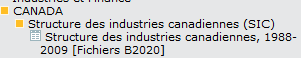 CANADA
Structure des industries canadiennes (SIC)
Structure des industries canadiennes, 1988-
2009 [Fichiers B2020]